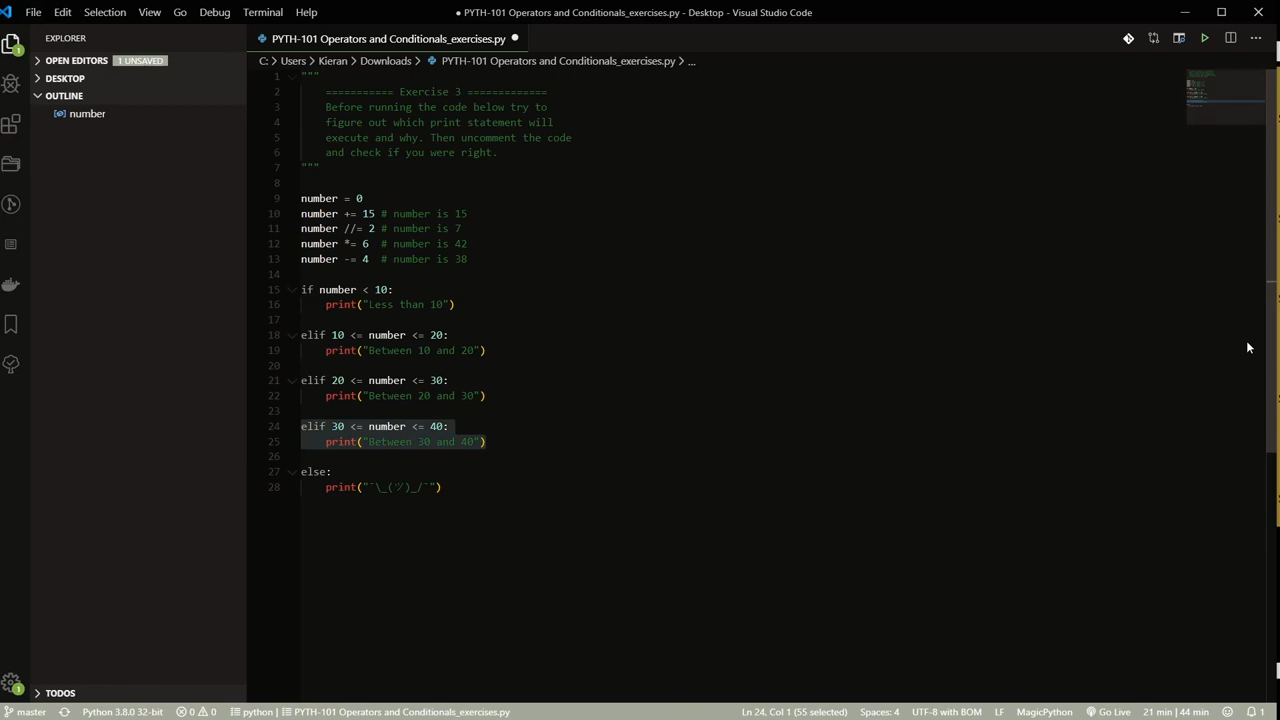 File Edit Selection View Go Debug Terminal Help
● PYTH-101 Operators and Conditionals_exercises.py - Desktop - Visual Studio Code
EXPLORER
OPEN EDITORS 1 UNSAVED
DESKTOP
OUTLINE
number
TODOS
PYTH-101 Operators and Conditionals_exercises.py ●
C: > Users > Kieran > Downloads > PYTH-101 Operators and Conditionals_exercises.py > ...
1 """
2 =========== Exercise 3 =============
3 Before running the code below try to
4 figure out which print statement will
5 execute and why. Then uncomment the code
6 and check if you were right.
7 """
8
9 number = 0
10 number += 15 # number is 15
11 number //= 2 # number is 7
12 number *= 6 # number is 42
13 number -= 4 # number is 38
14
15 if number < 10:
16 print("Less than 10")
17
18 elif 10 <= number <= 20:
19 print("Between 10 and 20")
20
21 elif 20 <= number <= 30:
22 print("Between 20 and 30")
23
24 elif 30 <= number <= 40:
25 print("Between 30 and 40")
26
27 else:
28 print("¯\_(ツ)_/¯")
master Python 3.8.0 32-bit 0 0 python PYTH-101 Operators and Conditionals_exercises.py Ln 24, Col 1 (55 selected) Spaces: 4 UTF-8 with BOM LF MagicPython Go Live 21 min | 44 min 1